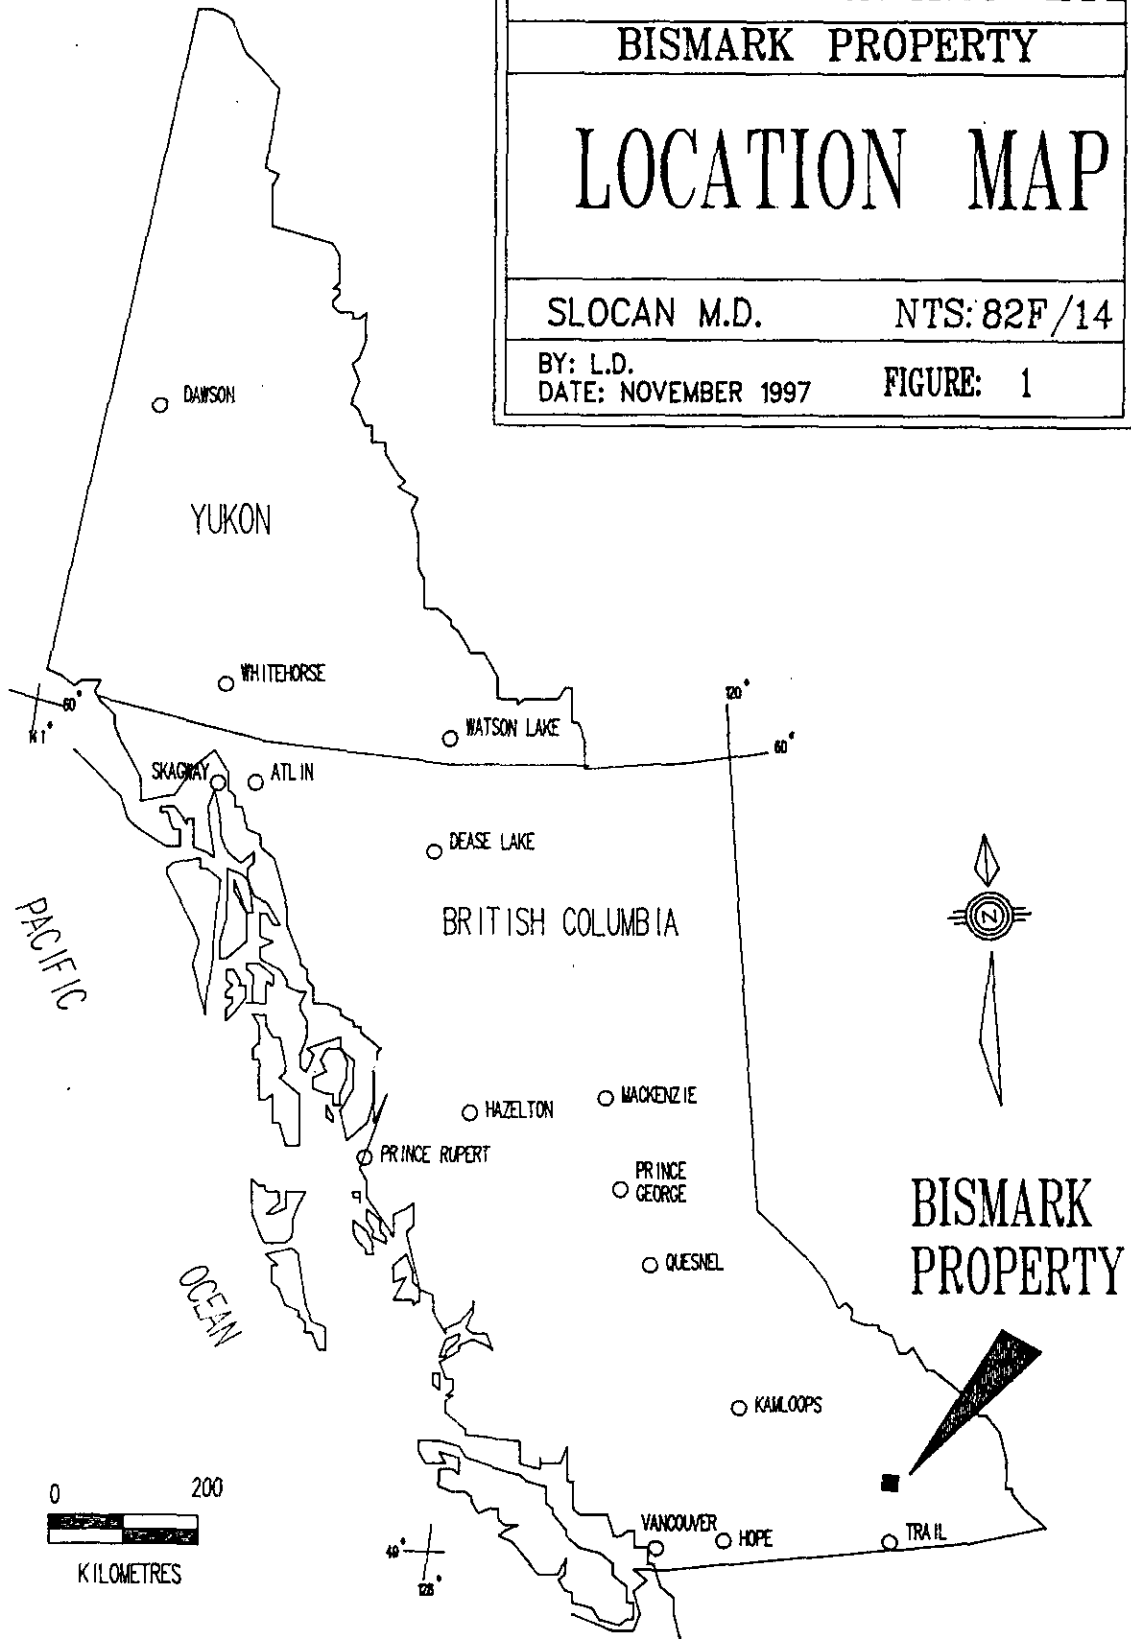 BISMARK PROPERTY
LOCATION MAP
SLOCAN M.D. NTS: 82F/14
BY: L.D.
DATE: NOVEMBER 1997 FIGURE: 1
DAWSON
YUKON
WHITEHORSE
60°
141°
WATSON LAKE
120°
60°
SKAGWAY
ATLIN
DEASE LAKE
BRITISH COLUMBIA
N
PACIFIC
HAZELTON
MACKENZIE
PRINCE RUPERT
PRINCE
GEORGE
BISMARK
PROPERTY
QUESNEL
OCEAN
KAMLOOPS
0 200
KILOMETRES
VANCOUVER
HOPE
TRAIL
49°
128°